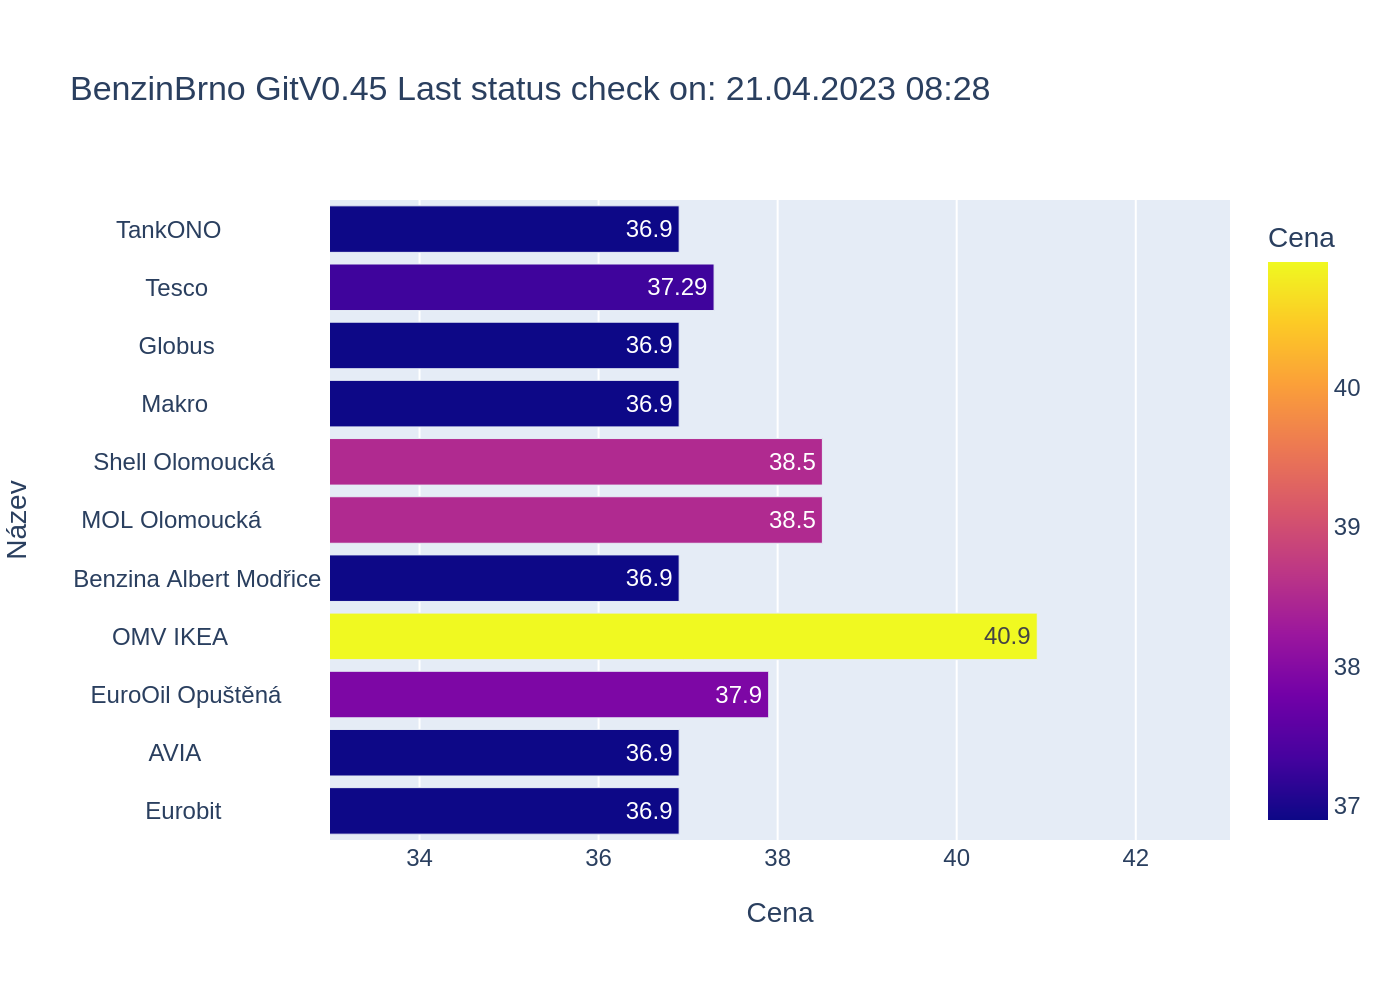 BenzinBrno GitV0.45 Last status check on: 21.04.2023 08:28
Název
TankONO 36.9
Tesco 37.29
Globus 36.9
Makro 36.9
Shell Olomoucká 38.5
MOL Olomoucká 38.5
Benzina Albert Modřice 36.9
OMV IKEA 40.9
EuroOil Opuštěná 37.9
AVIA 36.9
Eurobit 36.9
34 36 38 40 42
Cena
Cena
40
39
38
37